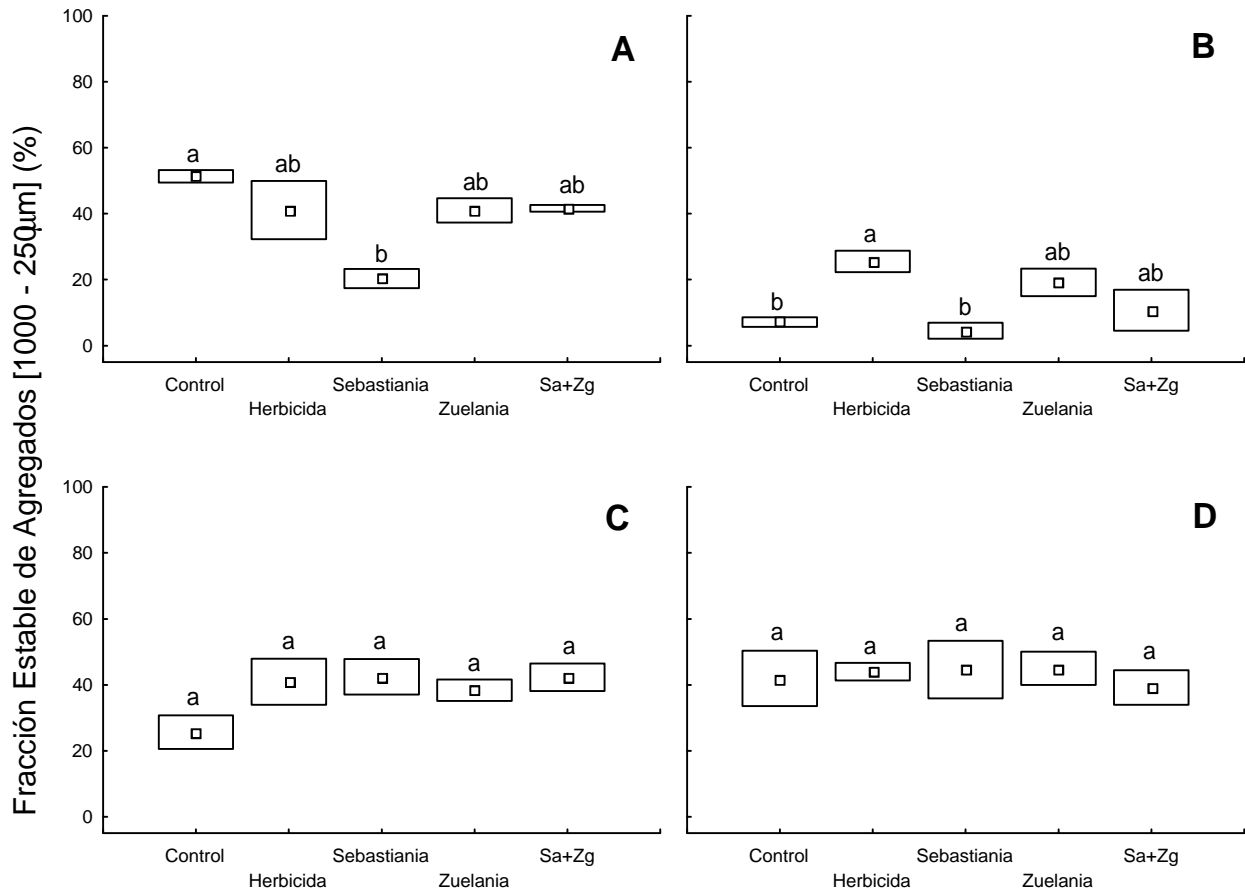 Fracción Estable de Agregados [1000 - 250µm] (%)
100
80
60
40
20
0
A
a
ab
b
ab
ab
Control
Herbicida
Sebastiania
Zuelania
Sa+Zg
B
b
a
b
ab
ab
Control
Herbicida
Sebastiania
Zuelania
Sa+Zg
100
80
60
40
20
0
C
a
a
a
a
a
Control
Herbicida
Sebastiania
Zuelania
Sa+Zg
D
a
a
a
a
a
Control
Herbicida
Sebastiania
Zuelania
Sa+Zg